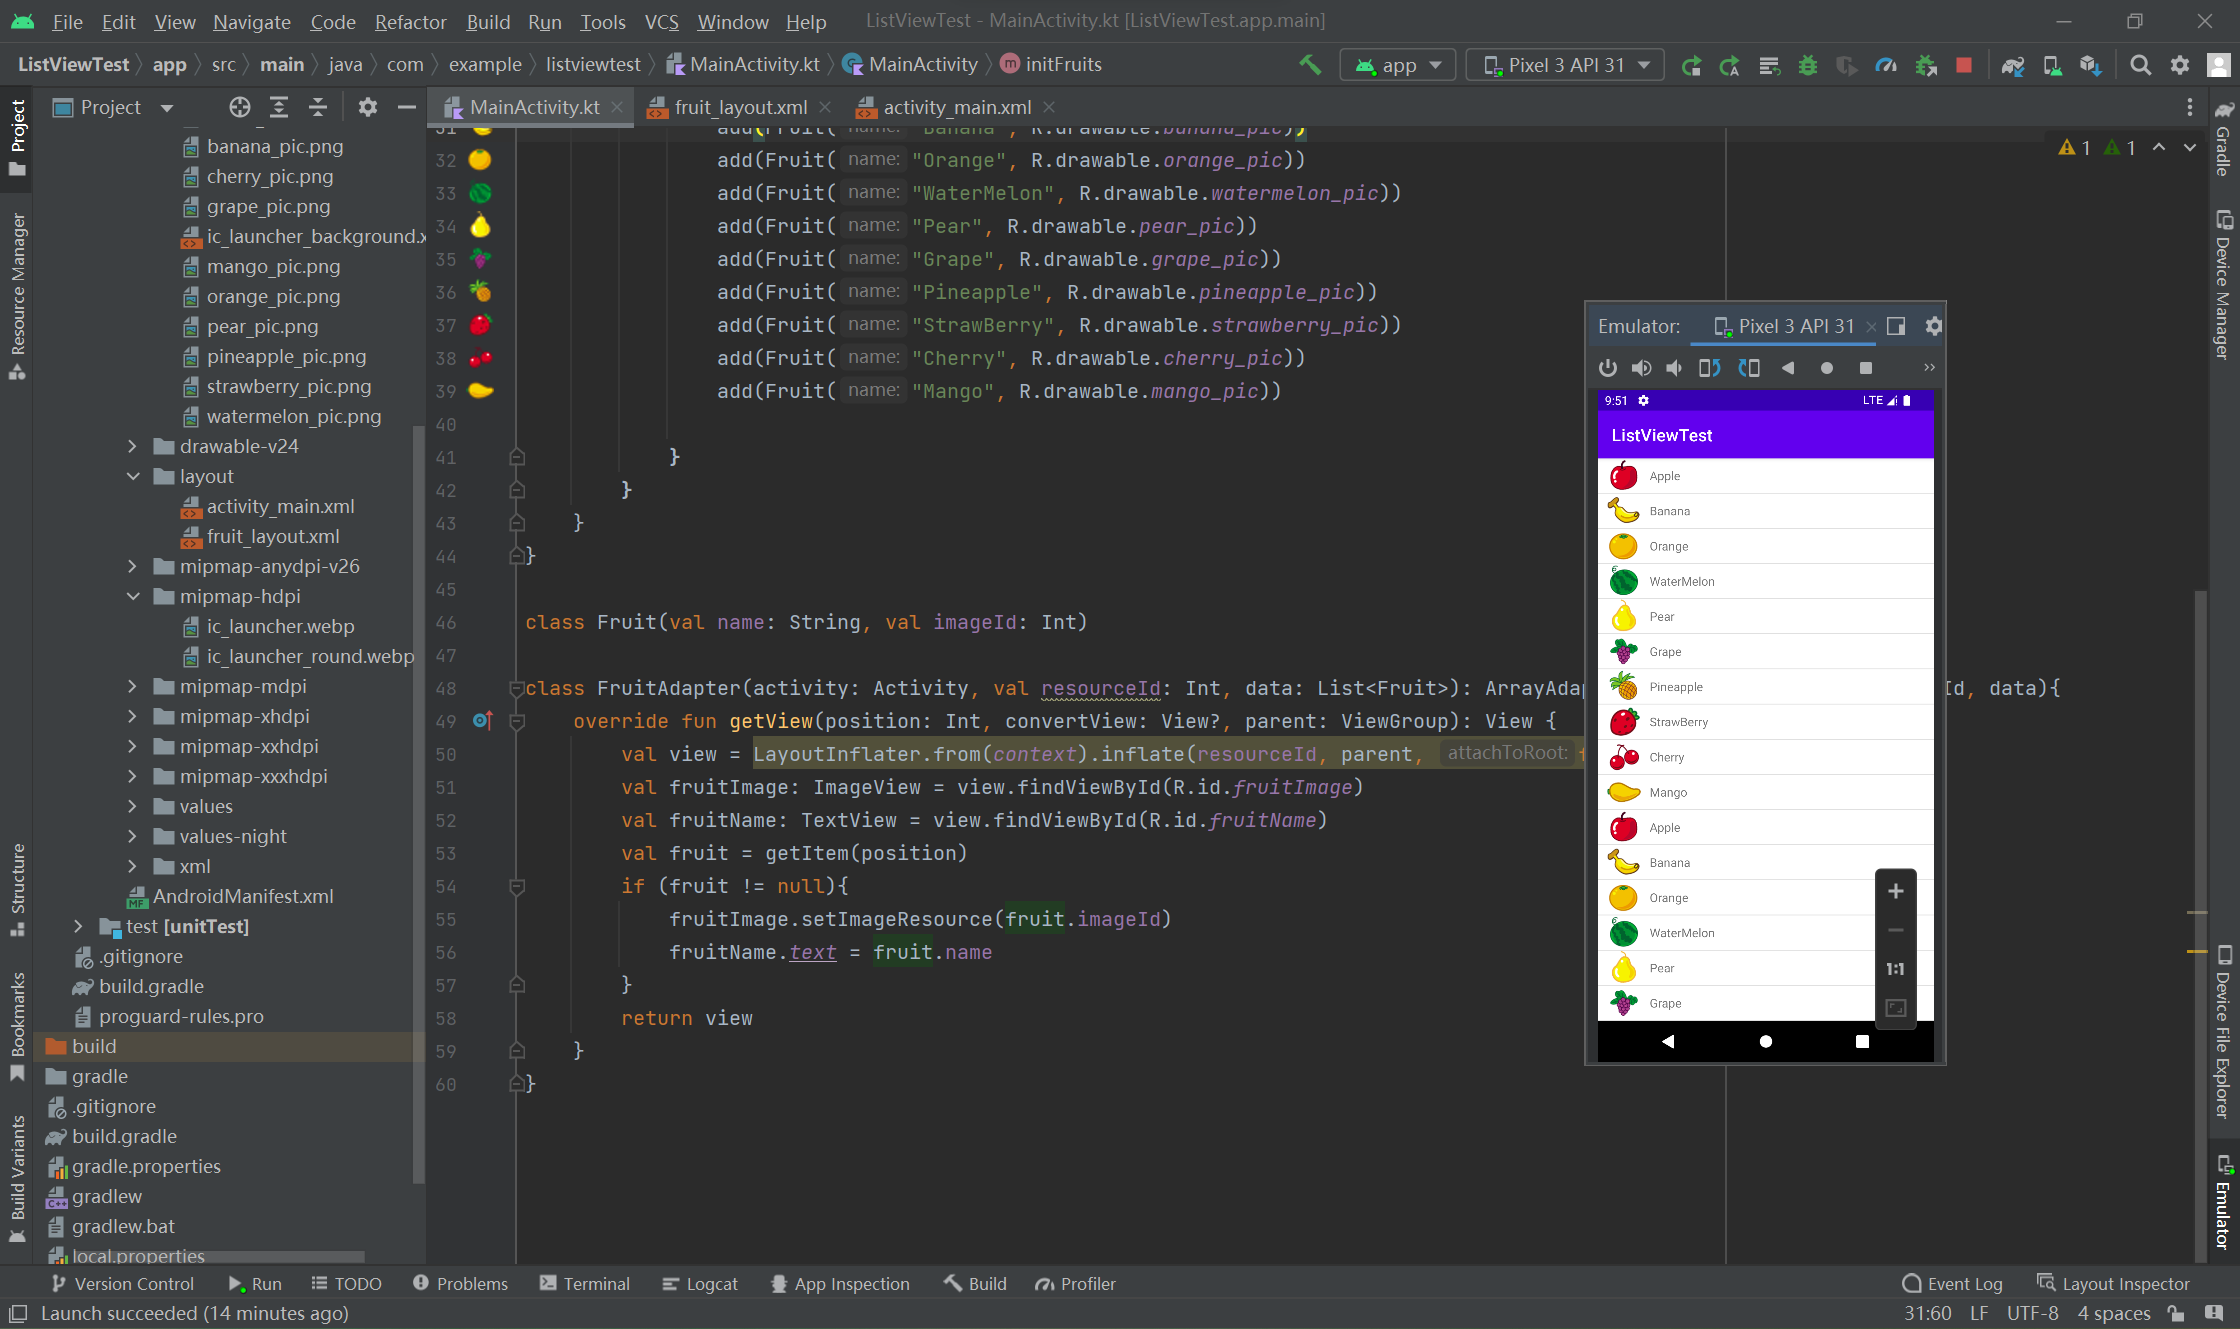 File Edit View Navigate Code Refactor Build Run Tools VCS Window Help ListViewTest - MainActivity.kt [ListViewTest.app.main]
ListViewTest app src main java com example listviewtest MainActivity.kt MainActivity initFruits app Pixel 3 API 31
Project
MainActivity.kt fruit_layout.xml activity_main.xml
Project
Resource Manager
Structure
Bookmarks
Build Variants
banana_pic.png
cherry_pic.png
grape_pic.png
ic_launcher_background.x
mango_pic.png
orange_pic.png
pear_pic.png
pineapple_pic.png
strawberry_pic.png
watermelon_pic.png
drawable-v24
layout
activity_main.xml
fruit_layout.xml
mipmap-anydpi-v26
mipmap-hdpi
ic_launcher.webp
ic_launcher_round.webp
mipmap-mdpi
mipmap-xhdpi
mipmap-xxhdpi
mipmap-xxxhdpi
values
values-night
xml
AndroidManifest.xml
test [unitTest]
.gitignore
build.gradle
proguard-rules.pro
build
gradle
.gitignore
build.gradle
gradle.properties
gradlew
gradlew.bat
local.properties
31 add(Fruit( name: "Banana", R.drawable.banana_pic))
32 add(Fruit( name: "Orange", R.drawable.orange_pic))
33 add(Fruit( name: "WaterMelon", R.drawable.watermelon_pic))
34 add(Fruit( name: "Pear", R.drawable.pear_pic))
35 add(Fruit( name: "Grape", R.drawable.grape_pic))
36 add(Fruit( name: "Pineapple", R.drawable.pineapple_pic))
37 add(Fruit( name: "StrawBerry", R.drawable.strawberry_pic))
38 add(Fruit( name: "Cherry", R.drawable.cherry_pic))
39 add(Fruit( name: "Mango", R.drawable.mango_pic))
40
41 }
42 }
43 }
44 }
45
46 class Fruit(val name: String, val imageId: Int)
47
48 class FruitAdapter(activity: Activity, val resourceId: Int, data: List<Fruit>): ArrayAdap Id, data){
49 override fun getView(position: Int, convertView: View?, parent: ViewGroup): View {
50 val view = LayoutInflater.from(context).inflate(resourceId, parent, attachToRoot: f
51 val fruitImage: ImageView = view.findViewById(R.id.fruitImage)
52 val fruitName: TextView = view.findViewById(R.id.fruitName)
53 val fruit = getItem(position)
54 if (fruit != null){
55 fruitImage.setImageResource(fruit.imageId)
56 fruitName.text = fruit.name
57 }
58 return view
59 }
60 }
1 1
Emulator: Pixel 3 API 31
9:51 LTE
ListViewTest
Apple
Banana
Orange
WaterMelon
Pear
Grape
Pineapple
StrawBerry
Cherry
Mango
Apple
Banana
Orange
WaterMelon
Pear
Grape
1:1
Gradle
Device Manager
Device File Explorer
Emulator
Version Control Run TODO Problems Terminal Logcat App Inspection Build Profiler Event Log Layout Inspector
Launch succeeded (14 minutes ago) 31:60 LF UTF-8 4 spaces